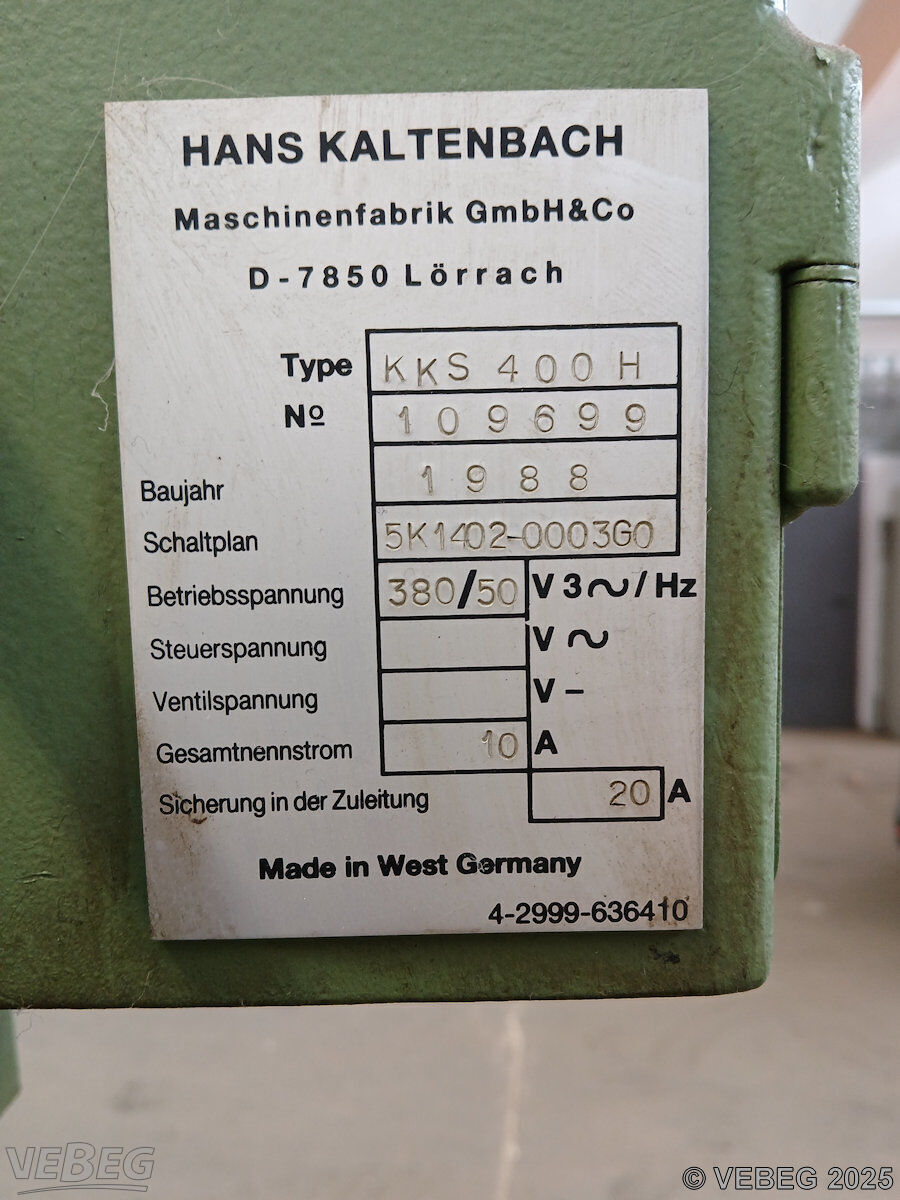 HANS KALTENBACH
Maschinenfabrik GmbH&Co
D-7850 Lörrach
Type KKS 400 H
Nº 109699
Baujahr 1988
Schaltplan 5K1402-0003G0
Betriebsspannung 380/50 V 3~/Hz
Steuerspannung V ~
Ventilspannung V –
Gesamtnennstrom 10 A
Sicherung in der Zuleitung 20 A
Made in West Germany
4-2999-636410
VEBEG
© VEBEG 2025